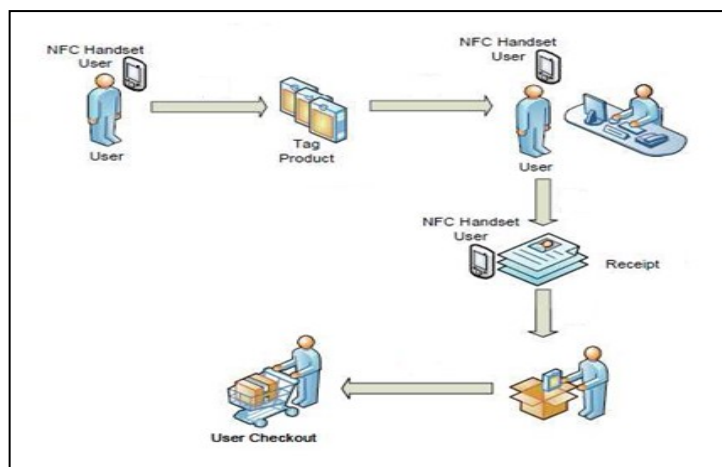 NFC Handset
User
User
Tag
Product
NFC Handset
User
User
NFC Handset
User
Receipt
User Checkout